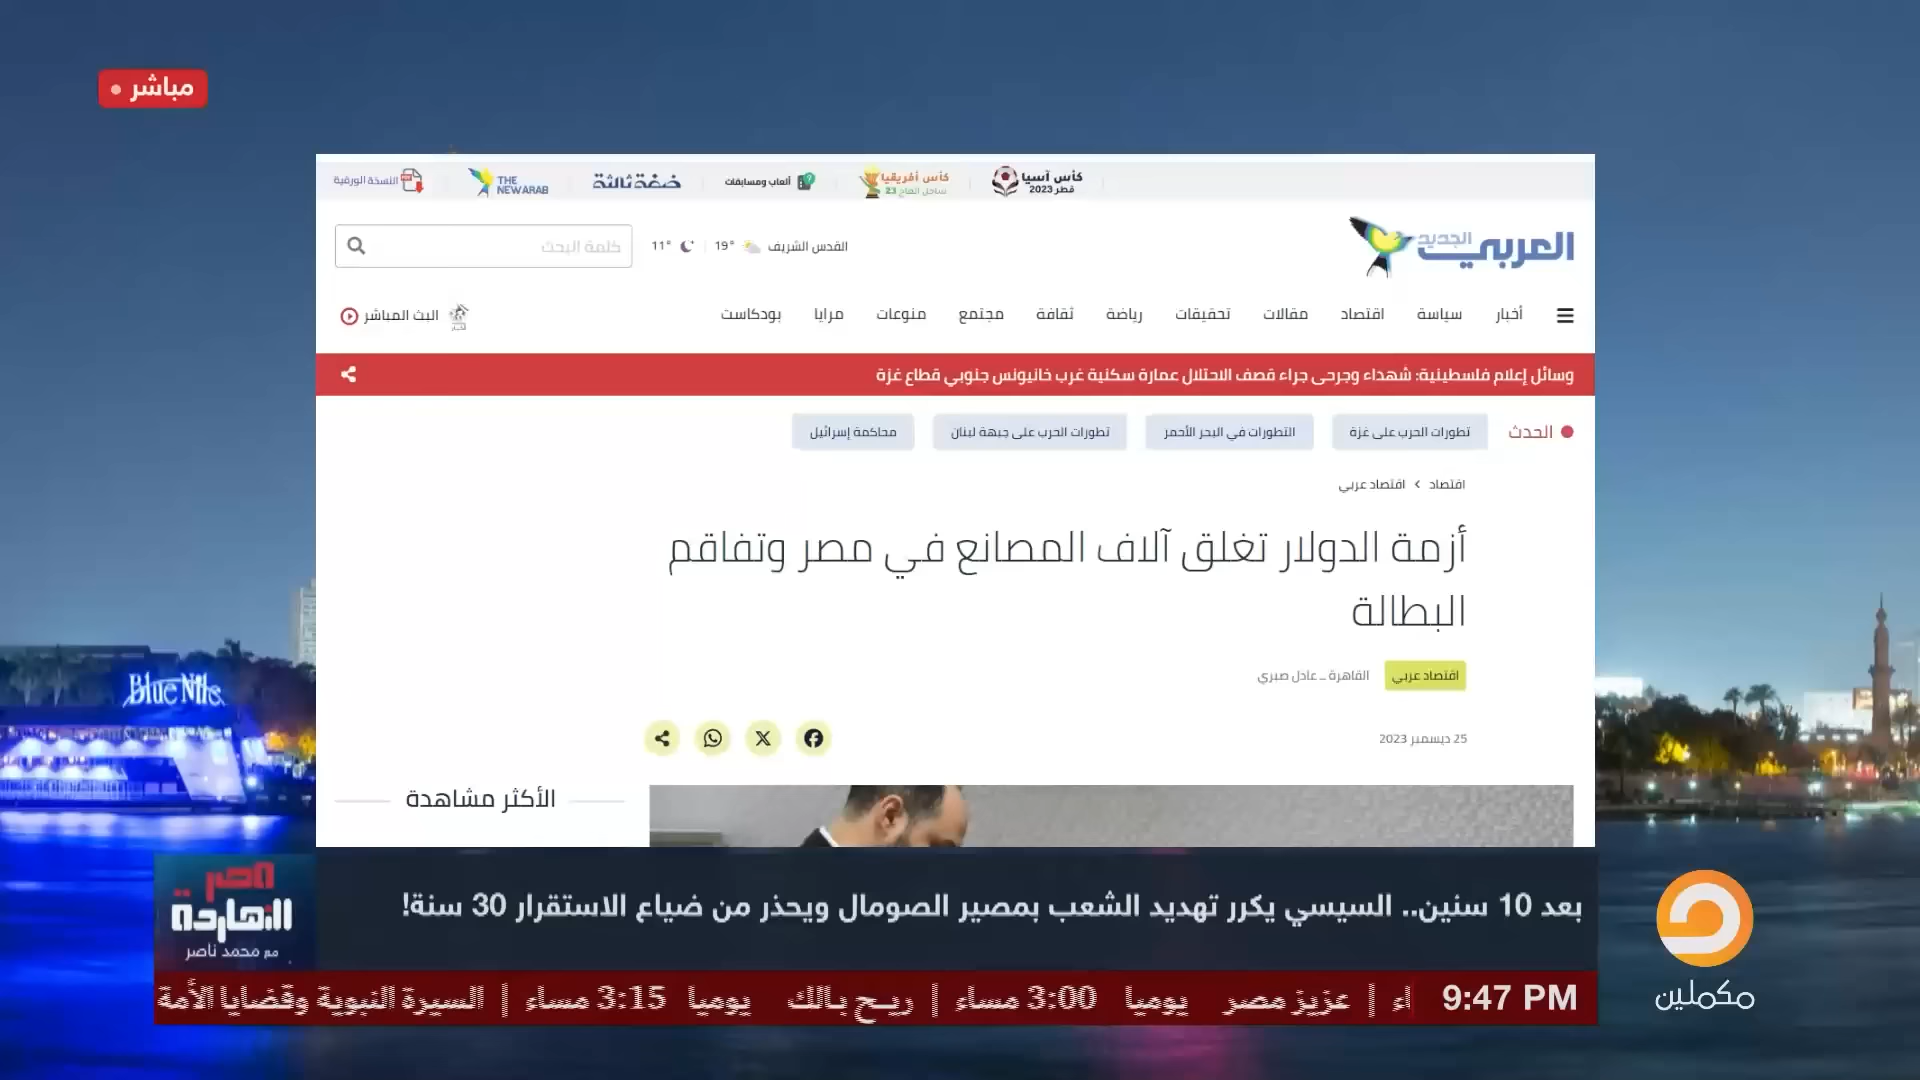 مباشر
كأس آسيا
قطر 2023
كأس أفريقيا
ساحل العاج 23
ألعاب ومسابقات
ضفة ثالثة
THE
NEW ARAB
النسخة الورقية
العربي الجديد
القدس الشريف 19° 11°
كلمة البحث
أخبار سياسة اقتصاد مقالات تحقيقات رياضة ثقافة مجتمع منوعات مرايا بودكاست
البث المباشر
وسائل إعلام فلسطينية: شهداء وجرحى جراء قصف الاحتلال عمارة سكنية غرب خانيونس جنوبي قطاع غزة
الحدث تطورات الحرب على غزة التطورات في البحر الأحمر تطورات الحرب على جبهة لبنان محاكمة إسرائيل
اقتصاد › اقتصاد عربي
أزمة الدولار تغلق آلاف المصانع في مصر وتفاقم
البطالة
اقتصاد عربي القاهرة ــ عادل صبري
25 ديسمبر 2023
الأكثر مشاهدة
Blue Nile
بعد 10 سنين.. السيسي يكرر تهديد الشعب بمصير الصومال ويحذر من ضياع الاستقرار 30 سنة!
مصر
النهاردة
مع محمد ناصر
9:47 PM
اء | عزيز مصر يوميا 3:00 مساء | ريـح بـالك يوميا 3:15 مساء | السيرة النبوية وقضايا الأمة
مكملين